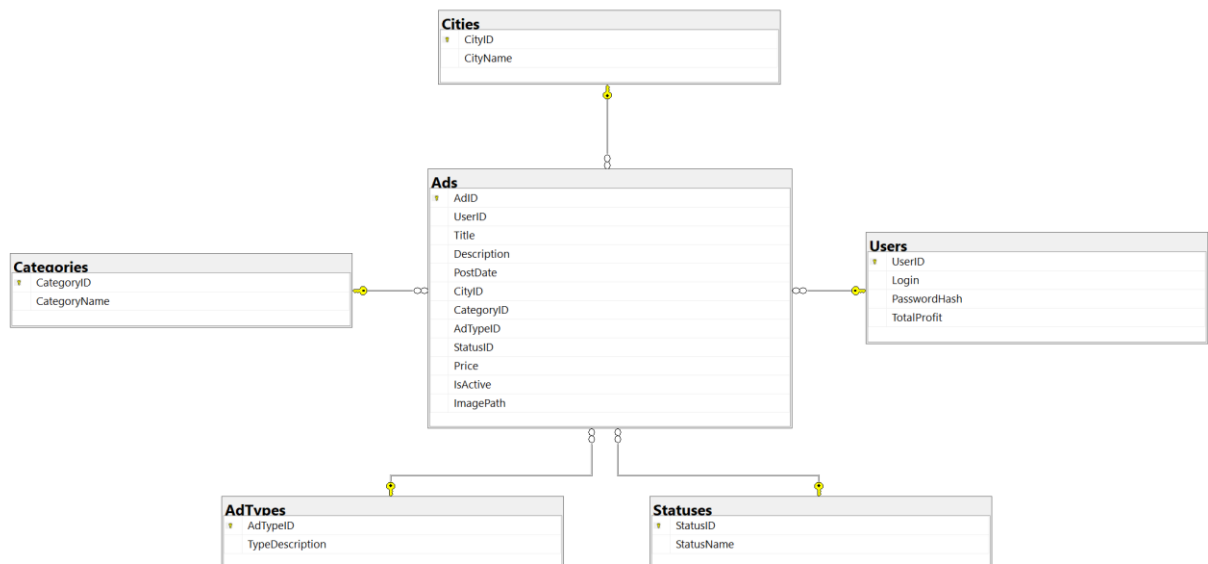 Cities
CityID
CityName
Ads
AdID
UserID
Title
Description
PostDate
CityID
CategoryID
AdTypeID
StatusID
Price
IsActive
ImagePath
Categories
CategoryID
CategoryName
Users
UserID
Login
PasswordHash
TotalProfit
AdTypes
AdTypeID
TypeDescription
Statuses
StatusID
StatusName